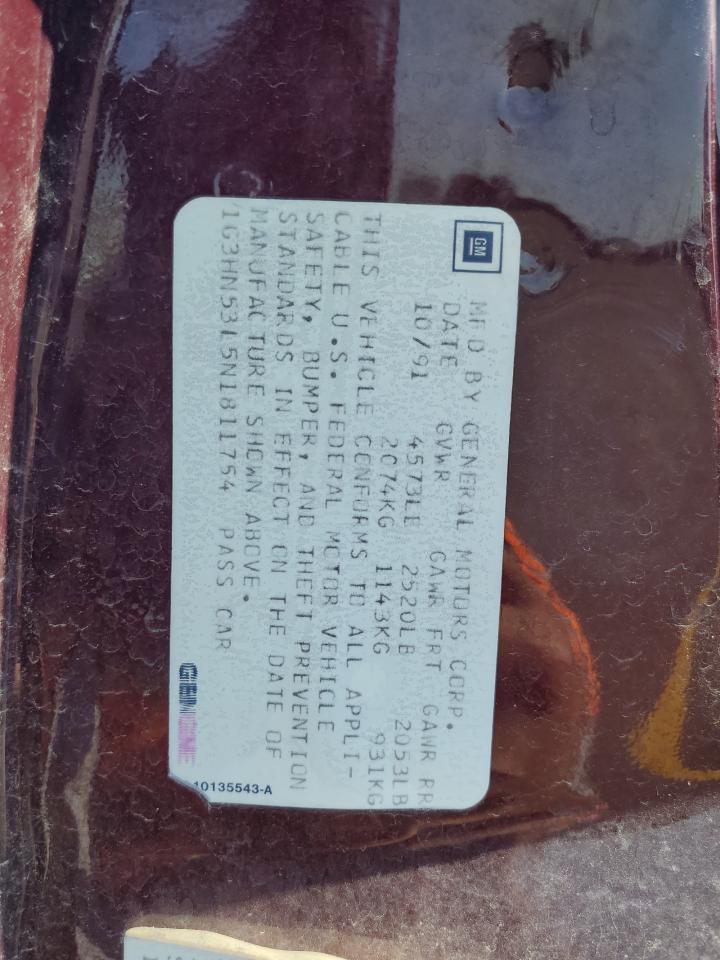 GM
MFD BY GENERAL MOTORS CORP.
DATE GVWR GAWR FRT GAWR RR
10/91 4573LB 2520LB 2053LB
2074KG 1143KG 931KG
THIS VEHICLE CONFORMS TO ALL APPLI-
CABLE U.S. FEDERAL MOTOR VEHICLE
SAFETY, BUMPER, AND THEFT PREVENTION
STANDARDS IN EFFECT ON THE DATE OF
MANUFACTURE SHOWN ABOVE.
1G3HN53L5N1811754 PASS CAR
10135543-A